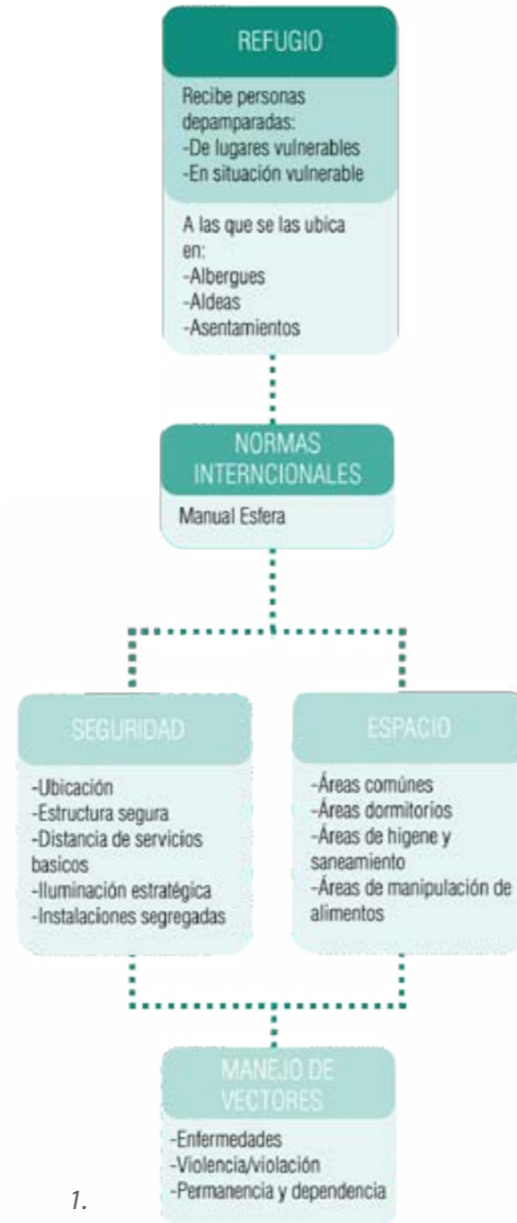 REFUGIO
Recibe personas
depamparadas:
-De lugares vulnerables
-En situación vulnerable
A las que se las ubica
en:
-Albergues
-Aldeas
-Asentamientos
NORMAS
INTERNCIONALES
Manual Esfera
SEGURIDAD
-Ubicación
-Estructura segura
-Distancia de servicios
basicos
-Iluminación estratégica
-Instalaciones segregadas
ESPACIO
-Áreas comúnes
-Áreas dormitorios
-Áreas de higene y
saneamiento
-Áreas de manipulación de
alimentos
MANEJO DE
VECTORES
-Enfermedades
-Violencia/violación
-Permanencia y dependencia
1.